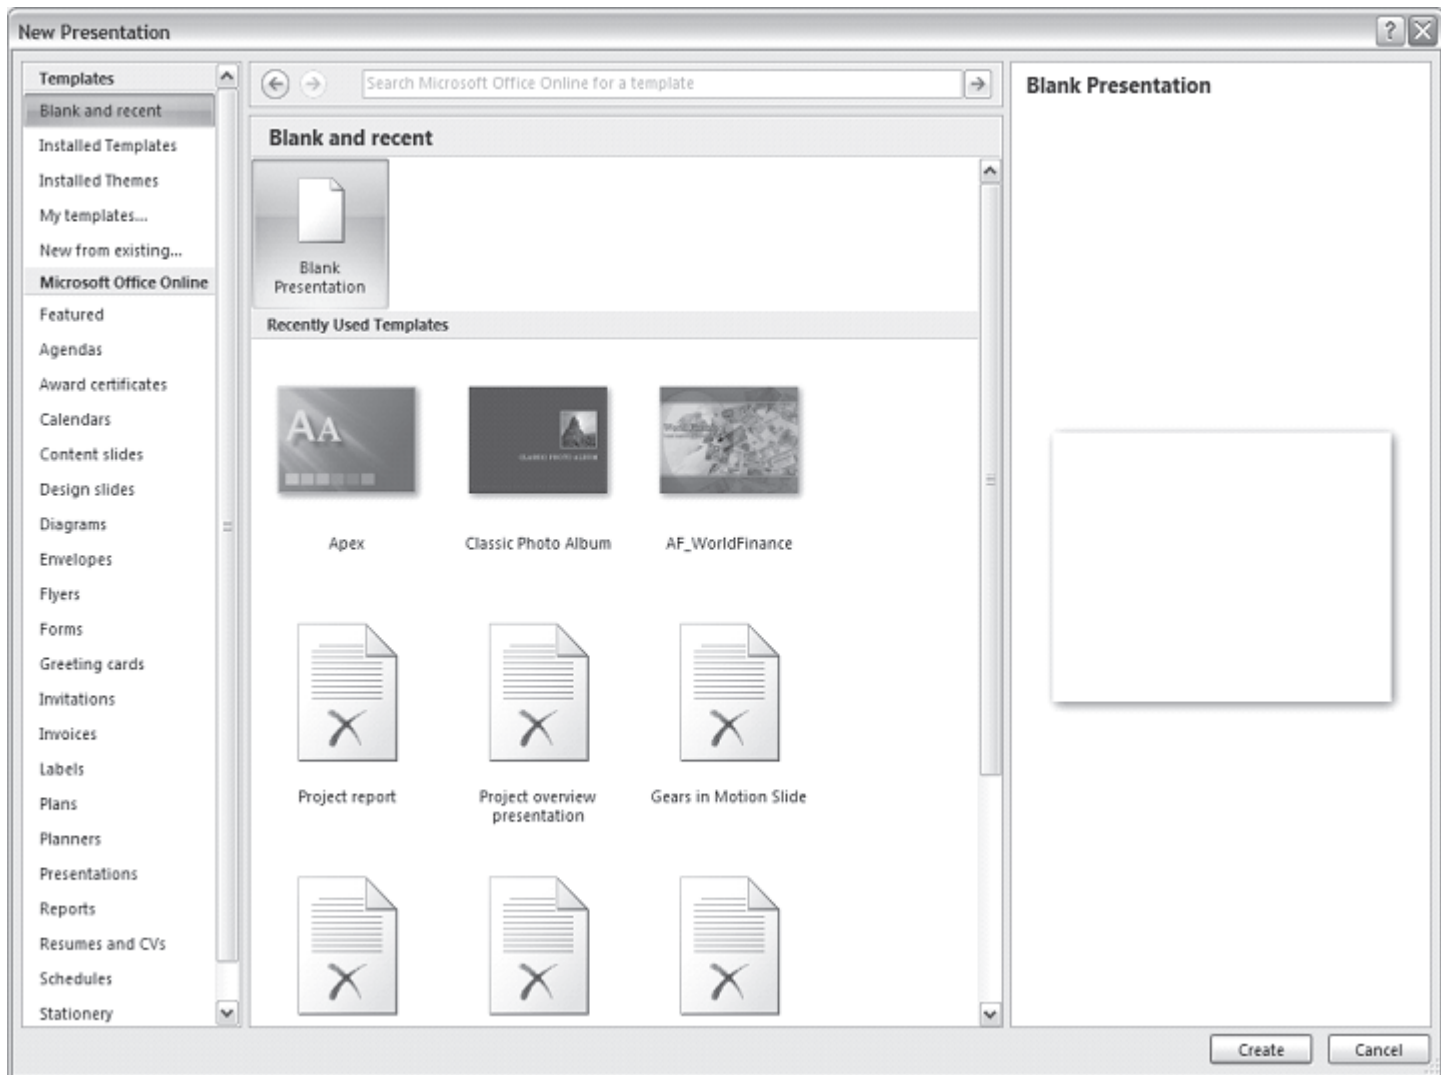 New Presentation
?
Templates
Blank and recent
Installed Templates
Installed Themes
My templates...
New from existing...
Microsoft Office Online
Featured
Agendas
Award certificates
Calendars
Content slides
Design slides
Diagrams
Envelopes
Flyers
Forms
Greeting cards
Invitations
Invoices
Labels
Plans
Planners
Presentations
Reports
Resumes and CVs
Schedules
Stationery
Search Microsoft Office Online for a template
Blank and recent
Blank
Presentation
Recently Used Templates
AA
CLASSIC PHOTO ALBUM
Apex
Classic Photo Album
AF_WorldFinance
Project report
Project overview
presentation
Gears in Motion Slide
Blank Presentation
Create
Cancel